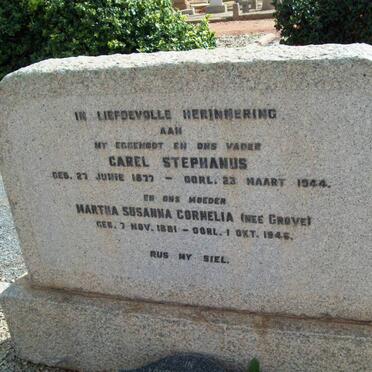 IN LIEFDEVOLLE HERINNERING
AAN
MY EGGENOOT EN ONS VADER
CAREL STEPHANUS
GEB. 27 JUNIE 1877 - OORL. 23 MAART 1944.
EN ONS MOEDER
MARTHA SUSANNA CORNELIA (NEE GROVE)
GEB. 7 NOV. 1881 - OORL. 1 OKT. 1946.
RUS MY SIEL.